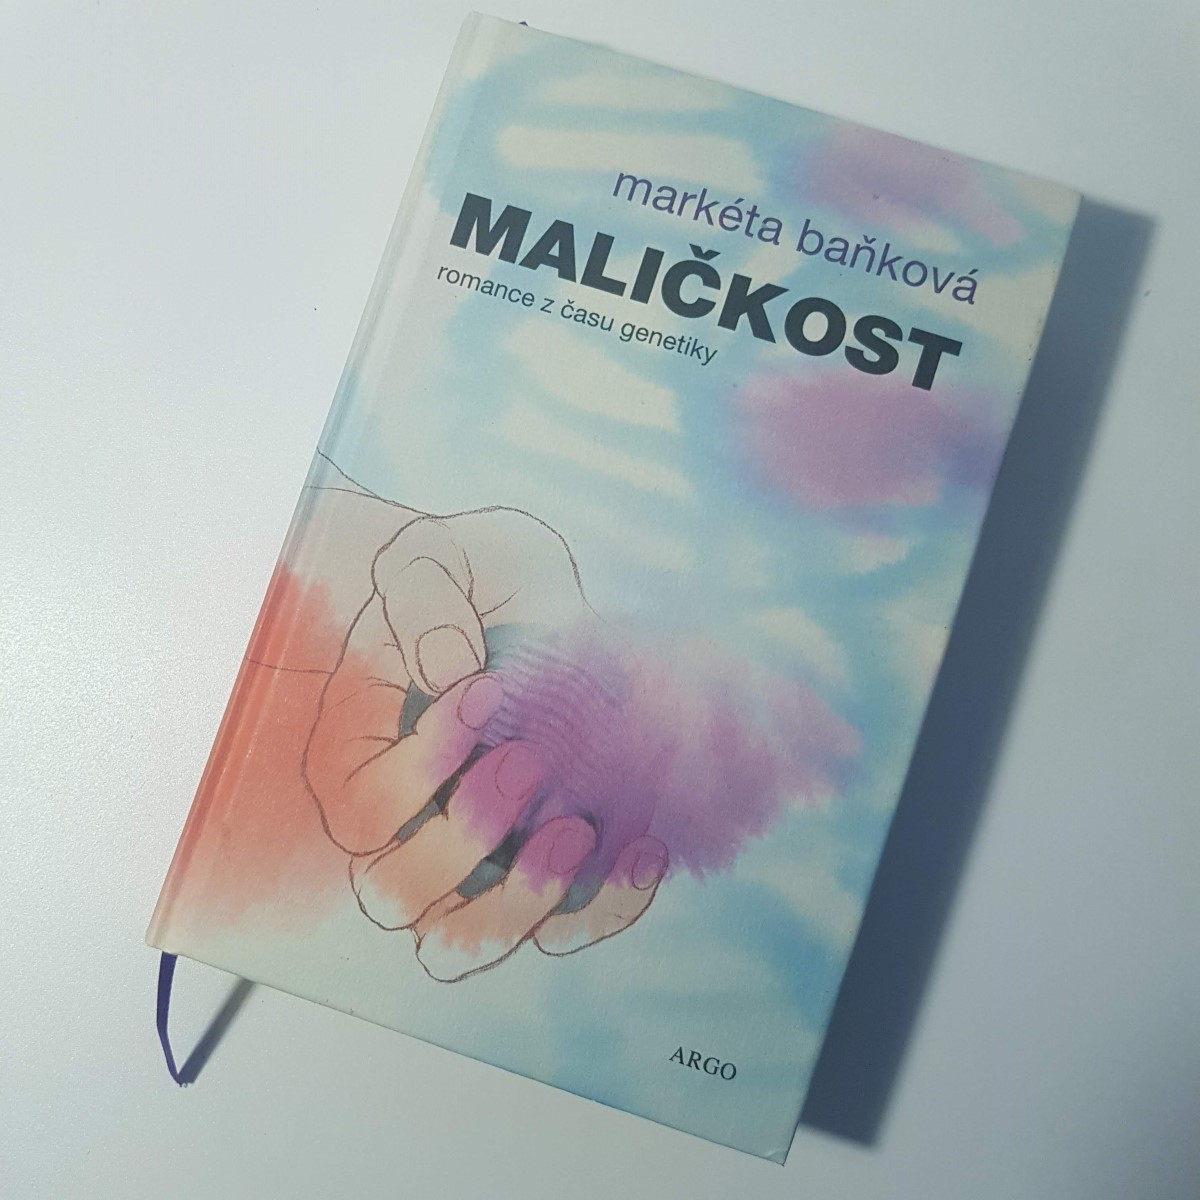 markéta baňková
MALIČKOST
romance z času genetiky
ARGO